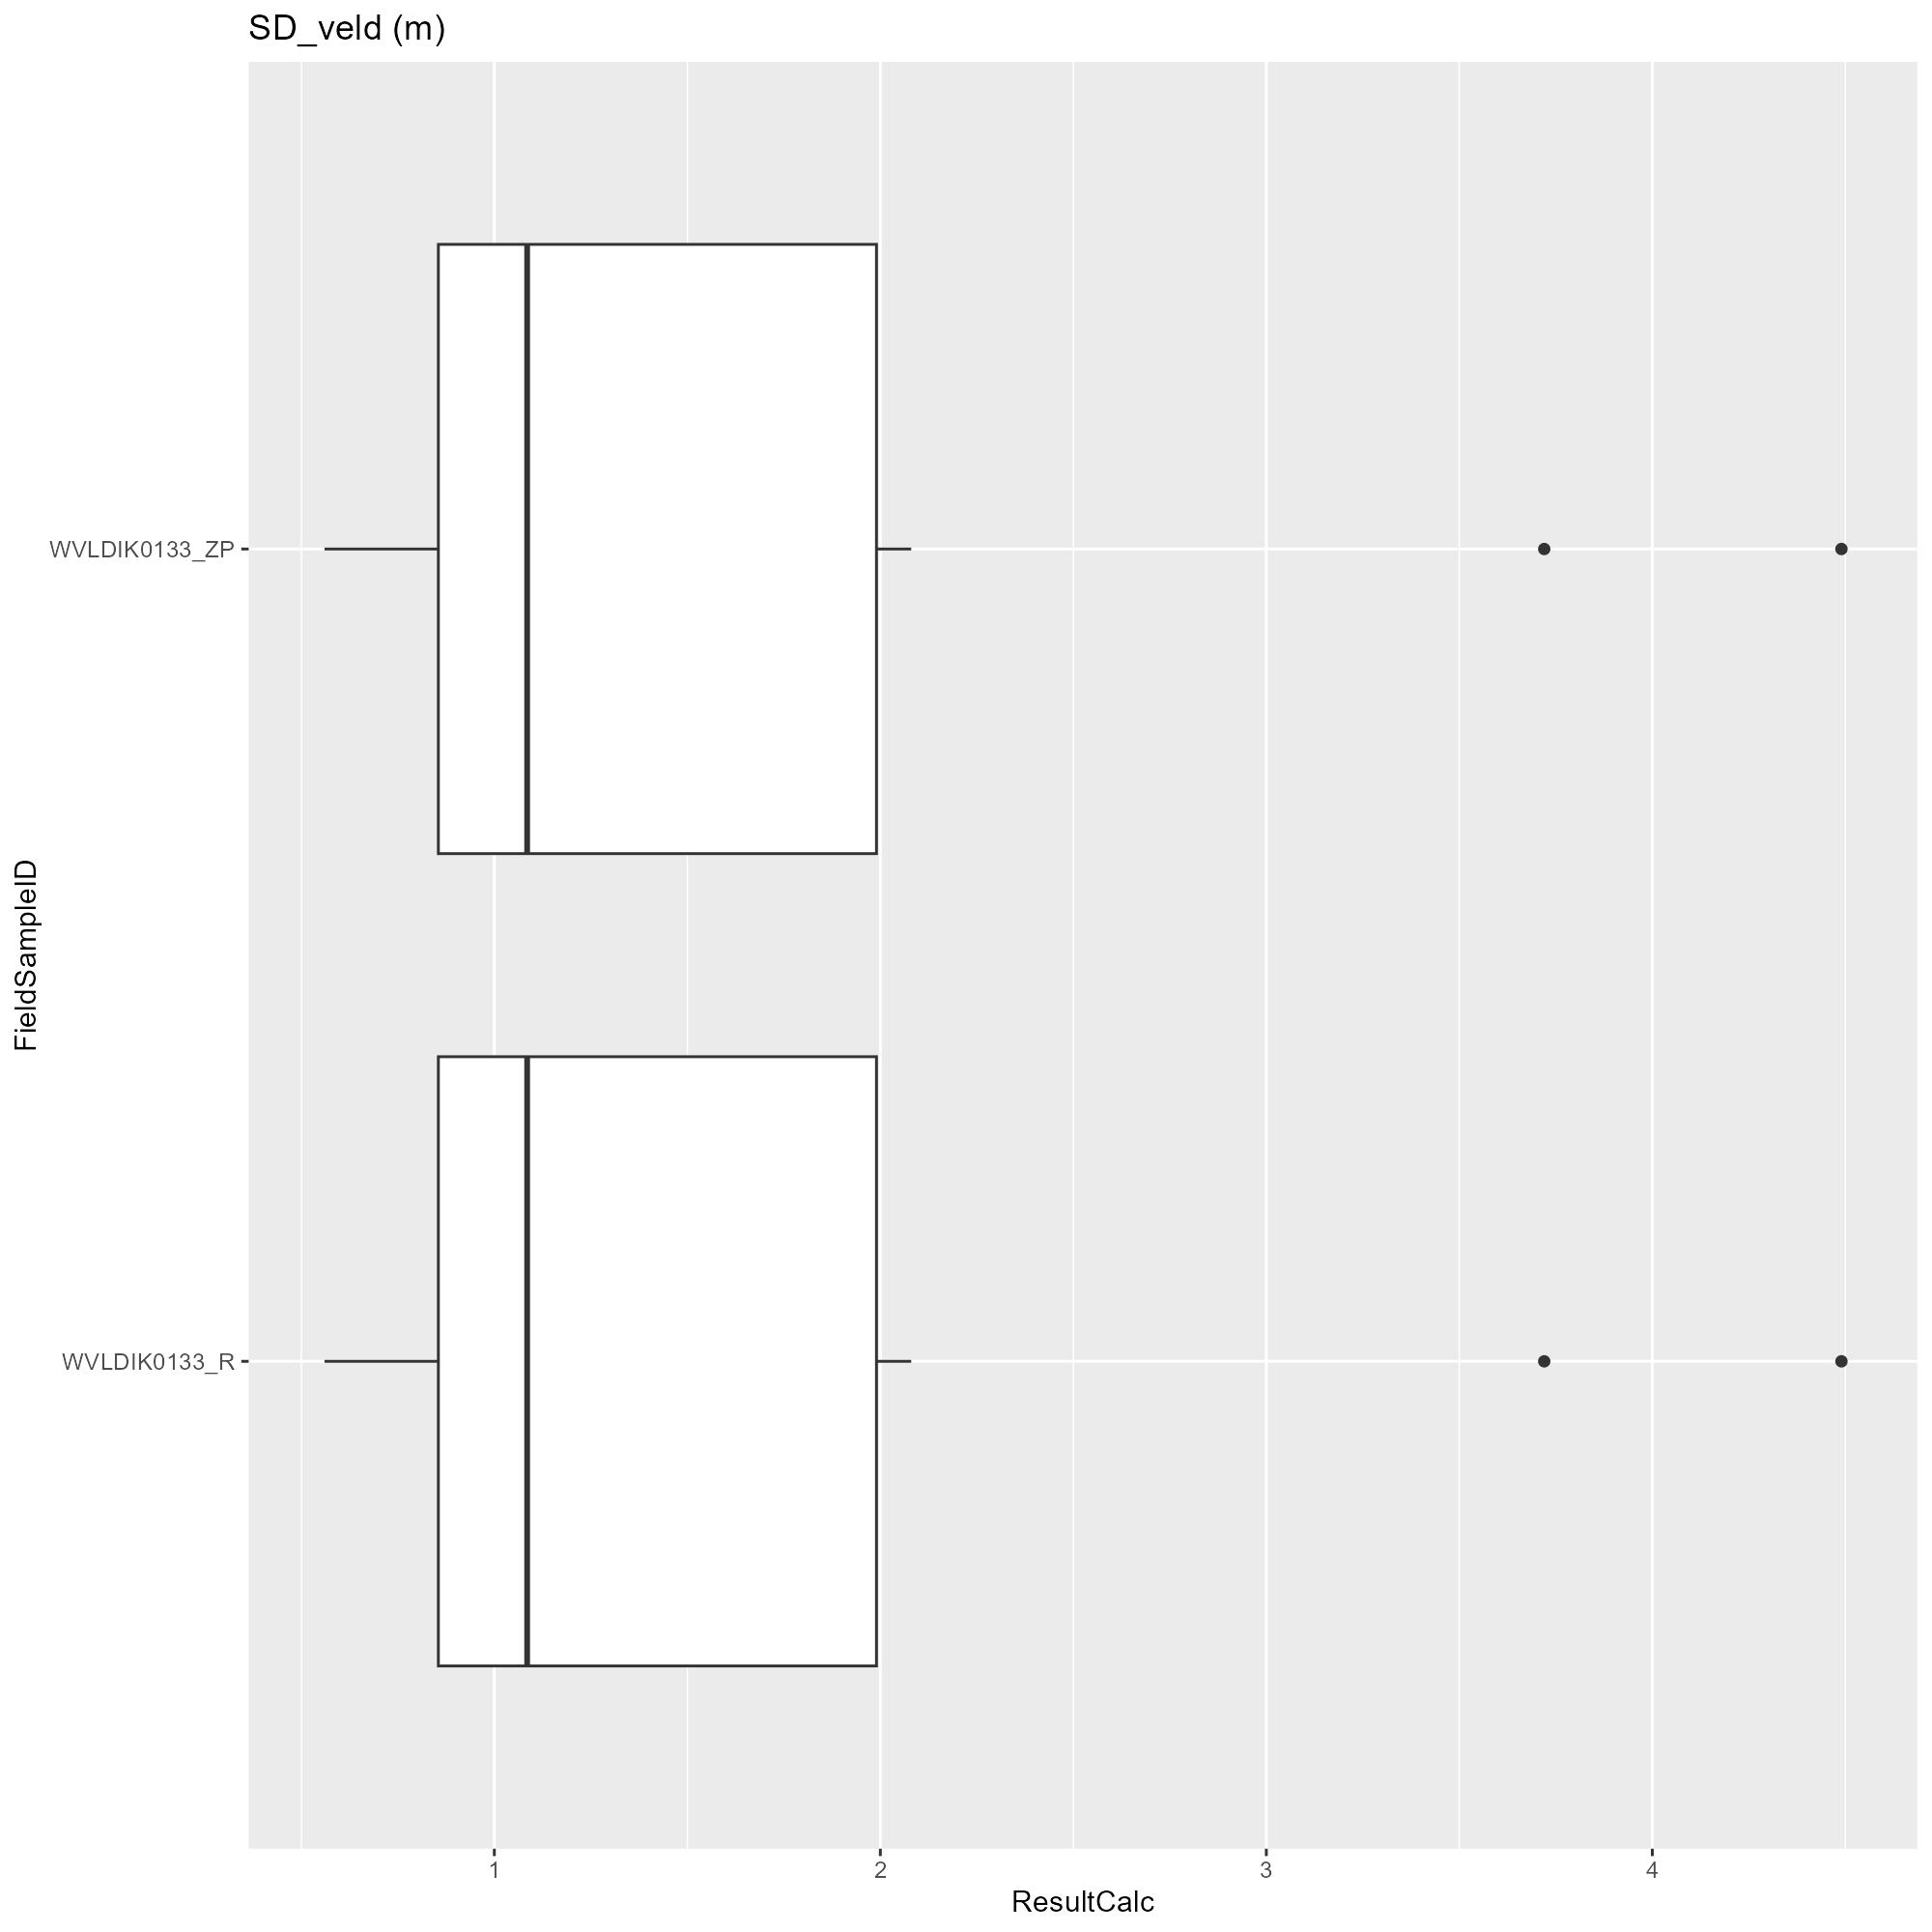 SD_veld (m)
FieldSampleID
WVLDIK0133_ZP
WVLDIK0133_R
1 2 3 4
ResultCalc